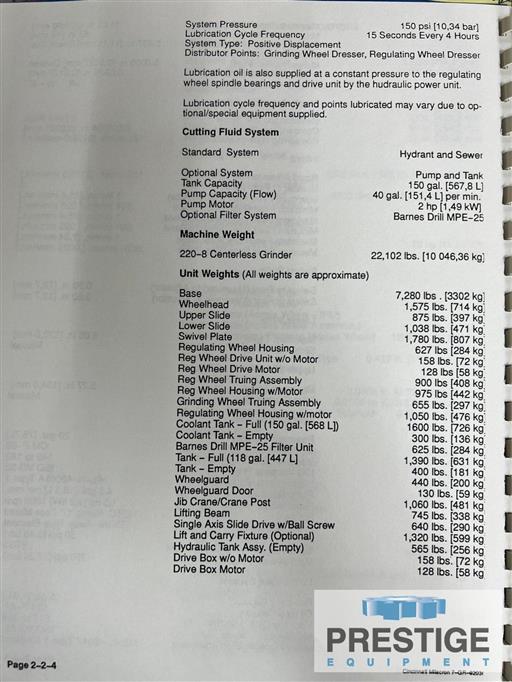 System Pressure 150 psi [10,34 bar]
Lubrication Cycle Frequency 15 Seconds Every 4 Hours
System Type: Positive Displacement
Distributor Points: Grinding Wheel Dresser, Regulating Wheel Dresser
Lubrication oil is also supplied at a constant pressure to the regulating
wheel spindle bearings and drive unit by the hudraulic power unit.
Lubrication cycle frequency and points lubricated may vary due to op-
tional/special equipment supplied.
Cutting Fluid System
Standard System Hydrant and Sewer
Optional System Pump and Tank
Tank Capacity 150 gal. [567,8 L]
Pump Capacity (Flow) 40 gal. [151,4 L] per min.
Pump Motor 2 hp [1,49 kW]
Optional Filter System Barnes Drill MPE-25
Machine Weight
220-8 Centerless Grinder 22,102 lbs. [10 046,36 kg]
Unit Weights (All weights are approximate)
Base 7,280 lbs . [3302 kg]
Wheelhead 1,575 lbs. [714 kg]
Upper Slide 875 lbs. [397 kg]
Lower Slide 1,038 lbs. [471 kg]
Swivel Plate 1,780 lbs. [807 kg]
Regulating Wheel Housing 627 lbs [284 kg]
Reg Wheel Drive Unit w/o Motor 158 lbs. [72 kg]
Reg Wheel Drive Motor 128 lbs [58 kg]
Reg Wheel Truing Assembly 900 lbs [408 kg]
Reg Wheel Housing w/Motor 975 lbs [442 kg]
Grinding Wheel Truing Assembly 655 lbs. [297 kg]
Regulating Wheel Housing w/motor 1,050 lbs. [476 kg]
Coolant Tank - Full (150 gal. [568 L]) 1600 lbs. [726 kg]
Coolant Tank - Empty 300 lbs. [136 kg]
Barnes Drill MPE-25 Filter Unit 625 lbs. [284 kg]
Tank - Full (118 gal. [447 L] 1,390 lbs. [631 kg]
Tank - Empty 400 lbs. [181 kg]
Wheelguard 440 lbs. [200 kg]
Wheelguard Door 130 lbs. [59 kg]
Jib Crane/Crane Post 1,060 lbs. [481 kg]
Lifting Beam 745 lbs. [338 kg]
Single Axis Slide Drive w/Ball Screw 640 lbs. [290 kg]
Lift and Carry Fixture (Optional) 1,320 lbs. [599 kg]
Hydraulic Tank Assy. (Empty) 565 lbs. [256 kg]
Drive Box w/o Motor 158 lbs. [72 kg]
Drive Box Motor 128 lbs. [58 kg]
PRESTIGE
EQUIPMENT
Page 2-2-4
Cincinnati Milacron